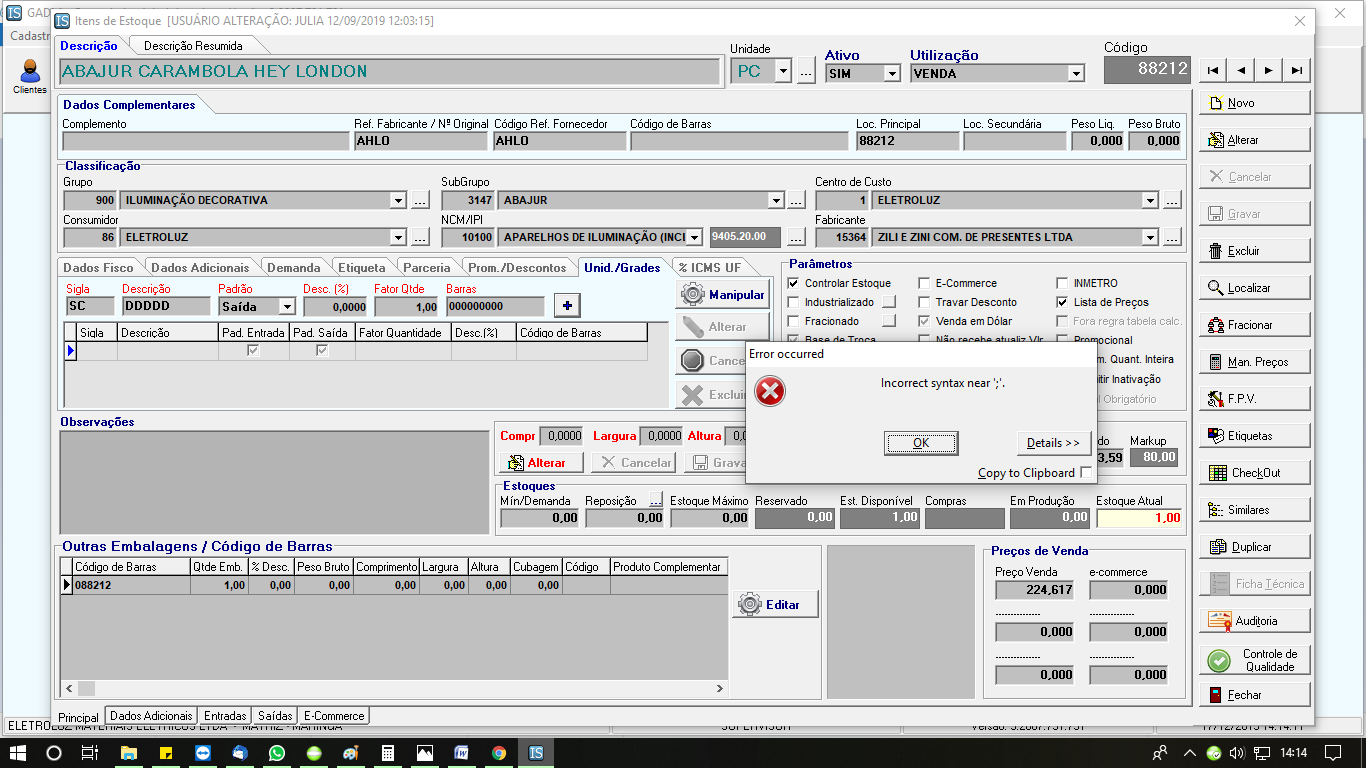 GAD
Itens de Estoque [USUÁRIO ALTERAÇÃO: JULIA 12/09/2019 12:03:15]
Cadastr
Clientes
Descrição
Descrição Resumida
ABAJUR CARAMBOLA HEY LONDON
Unidade
PC
...
Ativo
SIM
Utilização
VENDA
Código
88212
Dados Complementares
Complemento
Ref. Fabricante / Nº Original
Código Ref. Fornecedor
Código de Barras
Loc. Principal
Loc. Secundária
Peso Liq.
Peso Bruto
AHLO
AHLO
88212
0,000
0,000
Classificação
Grupo
SubGrupo
Centro de Custo
900 ILUMINAÇÃO DECORATIVA ...
3147 ABAJUR ...
1 ELETROLUZ ...
Consumidor
NCM/IPI
Fabricante
86 ELETROLUZ ...
10100 APARELHOS DE ILUMINAÇÃO (INCI 9405.20.00 ...
15364 ZILI E ZINI COM. DE PRESENTES LTDA ...
Dados Fisco
Dados Adicionais
Demanda
Etiqueta
Parceria
Prom./Descontos
Unid./Grades
% ICMS UF
Sigla
Descrição
Padrão
Desc. (%)
Fator Qtde
Barras
SC
DDDDD
Saída
0,0000
1,00
000000000
+
Sigla
Descrição
Pad. Entrada
Pad. Saída
Fator Quantidade
Desc.(%)
Código de Barras
Manipular
Alterar
Cance
Excluir
Parâmetros
Controlar Estoque
E-Commerce
INMETRO
Industrializado
Travar Desconto
Lista de Preços
Fracionado
Venda em Dólar
Fora regra tabela calc.
Base de Troca
Não recebe atualiz Vlr
Promocional
m. Quant. Inteira
itir Inativação
l Obrigatório
Error occurred
Incorrect syntax near ';'.
OK
Details >>
Copy to Clipboard
Observações
Compr
0,0000
Largura
0,0000
Altura
0,0
Alterar
Cancelar
Grava
do
3,59
Markup
80,00
Estoques
Mín/Demanda
Reposição
...
Estoque Máximo
Reservado
Est. Disponível
Compras
Em Produção
Estoque Atual
0,00
0,00
0,00
0,00
1,00
0,00
1,00
Outras Embalagens / Código de Barras
Código de Barras
Qtde Emb.
% Desc.
Peso Bruto
Comprimento
Largura
Altura
Cubagem
Código
Produto Complementar
088212
1,00
0,00
0,00
0,00
0,00
0,00
0,00
Editar
Preços de Venda
Preço Venda
e-commerce
224,617
0,000
--------------
--------------
0,000
0,000
--------------
--------------
0,000
0,000
Novo
Alterar
Cancelar
Gravar
Excluir
Localizar
Fracionar
Man. Preços
F.P.V.
Etiquetas
CheckOut
Similares
Duplicar
Ficha Técnica
Auditoria
Controle de
Qualidade
Fechar
Principal
Dados Adicionais
Entradas
Saídas
E-Commerce
ELETROLUZ MATERIAIS ELETRICOS LTDA - MATRIZ - MARINGA
SUPERVISOR
14:14